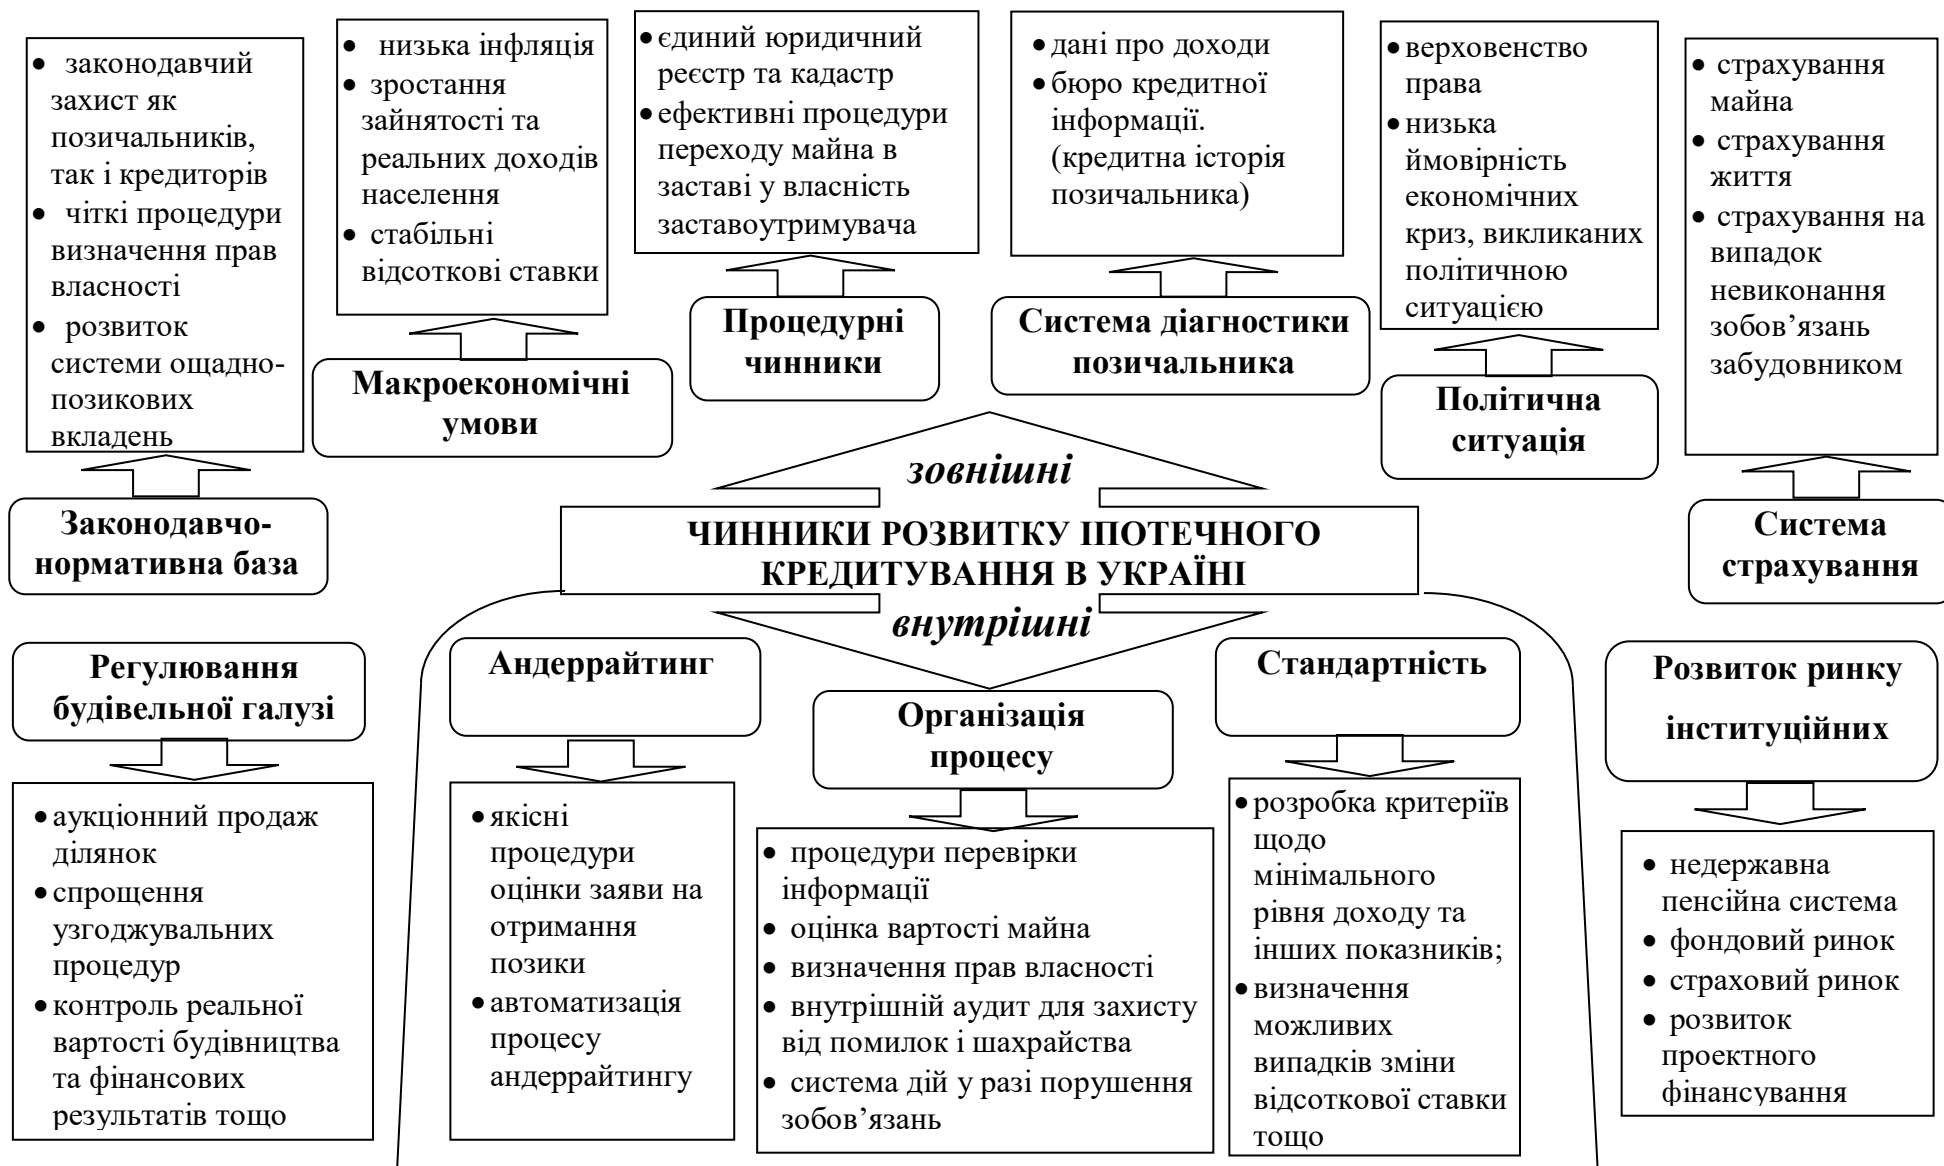 • законодавчий
захист як
позичальників,
так і кредиторів
• чіткі процедури
визначення прав
власності
• розвиток
системи ощадно-
позикових
вкладень
Законодавчо-
нормативна база
• низька інфляція
• зростання
зайнятості та
реальних доходів
населення
• стабільні
відсоткові ставки
Макроекономічні
умови
• єдиний юридичний
реєстр та кадастр
• ефективні процедури
переходу майна в
заставі у власність
заставоутримувача
Процедурні
чинники
• дані про доходи
• бюро кредитної
інформації.
(кредитна історія
позичальника)
Система діагностики
позичальника
• верховенство
права
• низька
ймовірність
економічних
криз, викликаних
політичною
ситуацією
Політична
ситуація
• страхування
майна
• страхування
життя
• страхування на
випадок
невиконання
зобов’язань
забудовником
Система
страхування
зовнішні
ЧИННИКИ РОЗВИТКУ ІПОТЕЧНОГО
КРЕДИТУВАННЯ В УКРАЇНІ
внутрішні
Регулювання
будівельної галузі
• аукціонний продаж
ділянок
• спрощення
узгоджувальних
процедур
• контроль реальної
вартості будівництва
та фінансових
результатів тощо
Андеррайтинг
• якісні
процедури
оцінки заяви на
отримання
позики
• автоматизація
процесу
андеррайтингу
Організація
процесу
• процедури перевірки
інформації
• оцінка вартості майна
• визначення прав власності
• внутрішній аудит для захисту
від помилок і шахрайства
• система дій у разі порушення
зобов’язань
Стандартність
• розробка критеріїв
щодо
мінімального
рівня доходу та
інших показників;
• визначення
можливих
випадків зміни
відсоткової ставки
тощо
Розвиток ринку
інституційних
• недержавна
пенсійна система
• фондовий ринок
• страховий ринок
• розвиток
проектного
фінансування